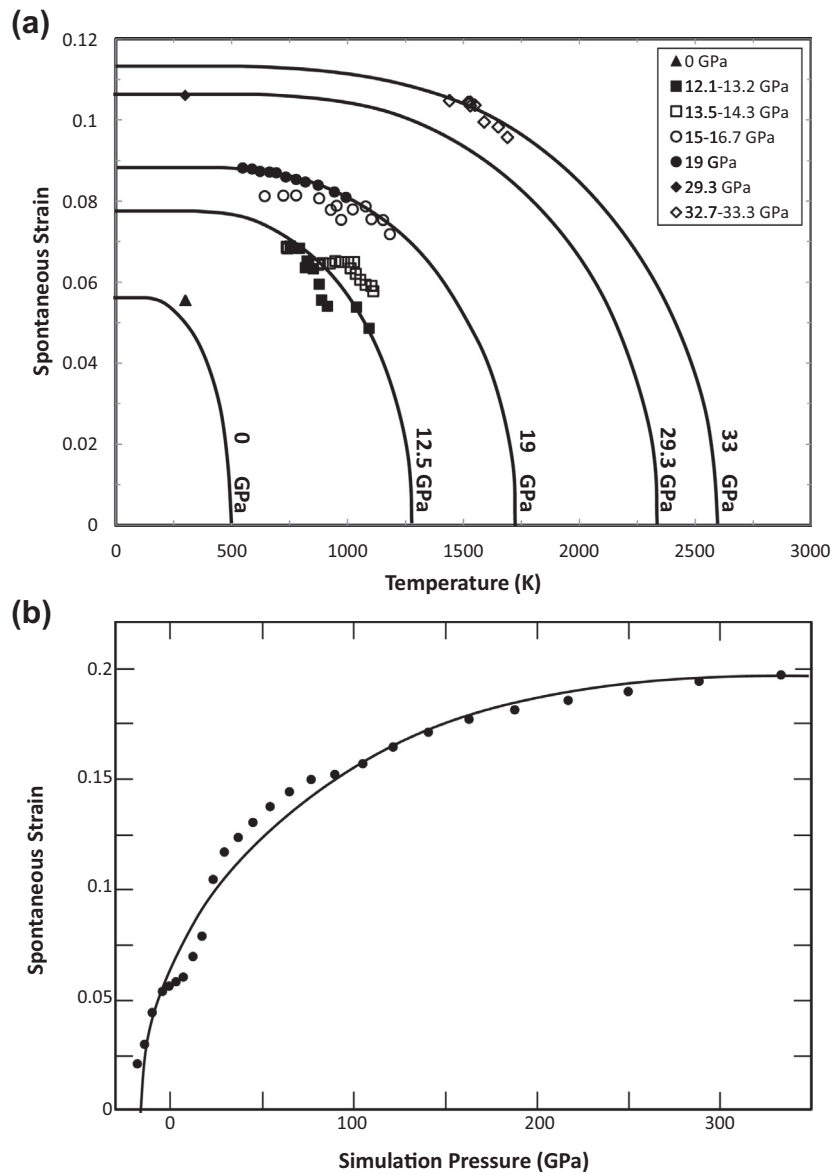 (a)
0.12
0.1
0.08
0.06
0.04
0.02
0
Spontaneous Strain
0 GPa
12.1-13.2 GPa
13.5-14.3 GPa
15-16.7 GPa
19 GPa
29.3 GPa
32.7-33.3 GPa
0 GPa
12.5 GPa
19 GPa
29.3 GPa
33 GPa
0 500 1000 1500 2000 2500 3000
Temperature (K)
(b)
0.2
0.15
0.1
0.05
0
Spontaneous Strain
0 100 200 300
Simulation Pressure (GPa)